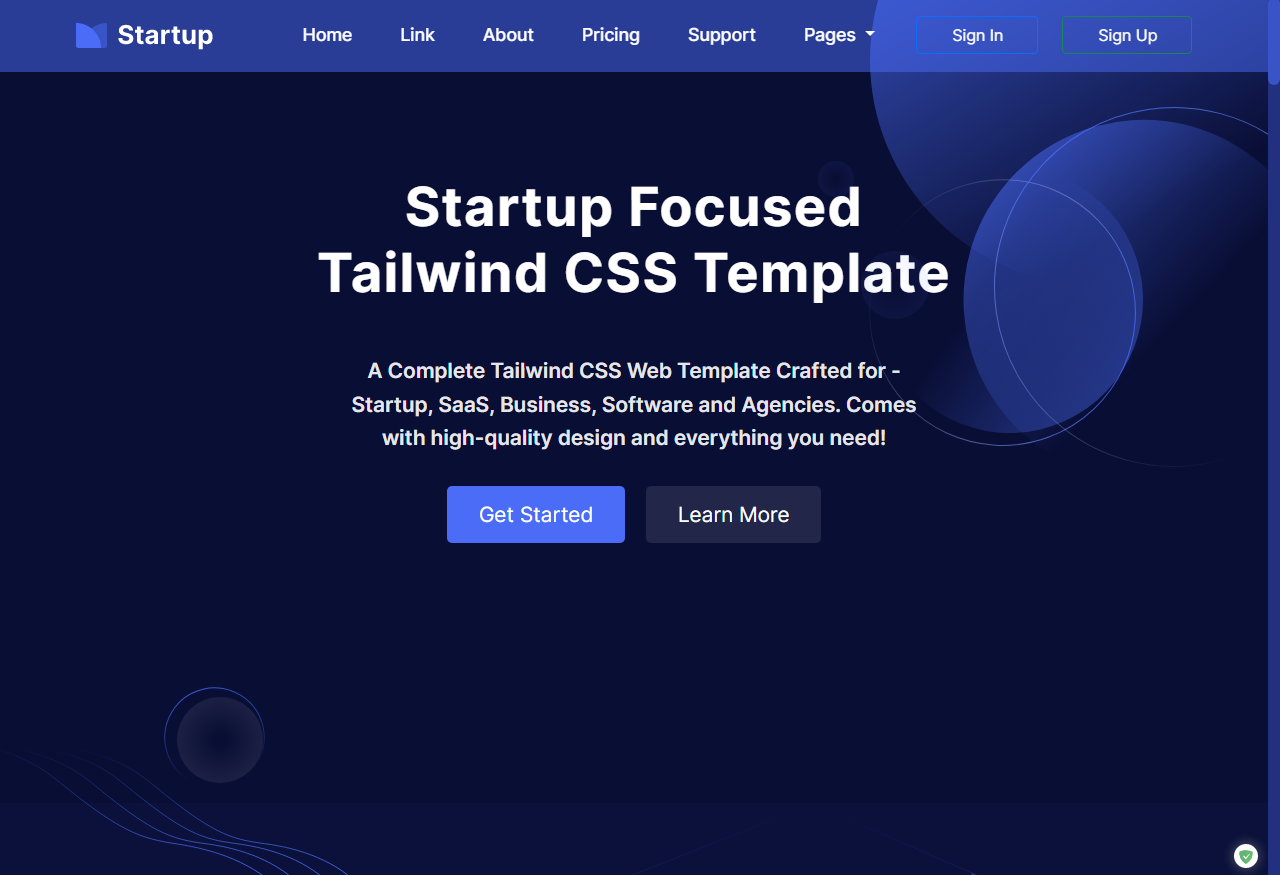 Startup
Home Link About Pricing Support Pages Sign In Sign Up
Startup Focused
Tailwind CSS Template
A Complete Tailwind CSS Web Template Crafted for -
Startup, SaaS, Business, Software and Agencies. Comes
with high-quality design and everything you need!
Get Started Learn More